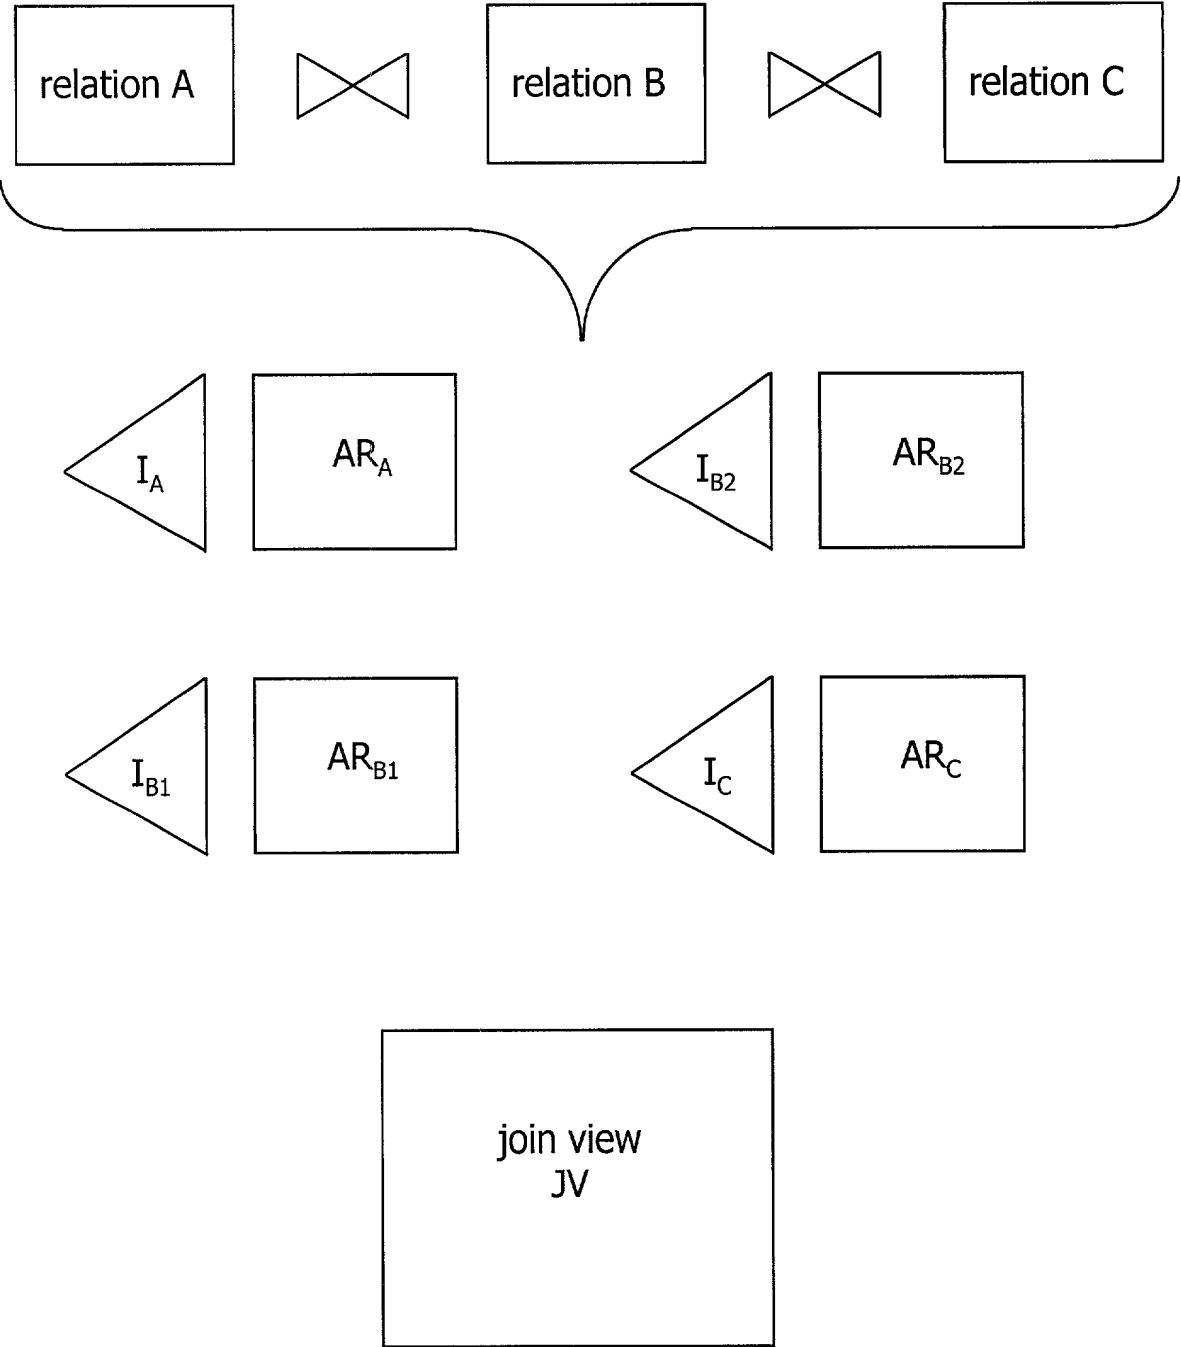 relation A
relation B
relation C
I_A
AR_A
I_B2
AR_B2
I_B1
AR_B1
I_C
AR_C
join view
JV